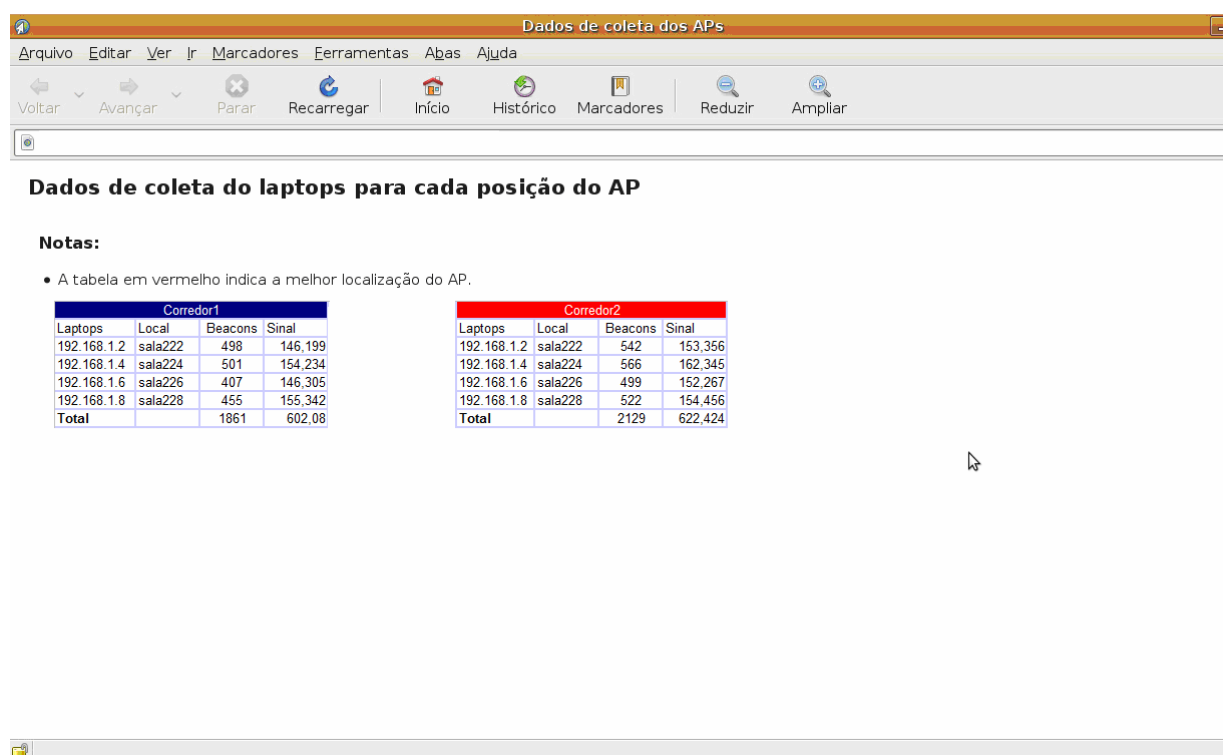 Dados de coleta dos APs
Arquivo Editar Ver Ir Marcadores Ferramentas Abas Ajuda
Voltar Avançar Parar Recarregar Início Histórico Marcadores Reduzir Ampliar
Dados de coleta do laptops para cada posição do AP
Notas:
• A tabela em vermelho indica a melhor localização do AP.
Corredor1
Laptops Local Beacons Sinal
192.168.1.2 sala222 498 146,199
192.168.1.4 sala224 501 154,234
192.168.1.6 sala226 407 146,305
192.168.1.8 sala228 455 155,342
Total 1861 602,08
Corredor2
Laptops Local Beacons Sinal
192.168.1.2 sala222 542 153,356
192.168.1.4 sala224 566 162,345
192.168.1.6 sala226 499 152,267
192.168.1.8 sala228 522 154,456
Total 2129 622,424